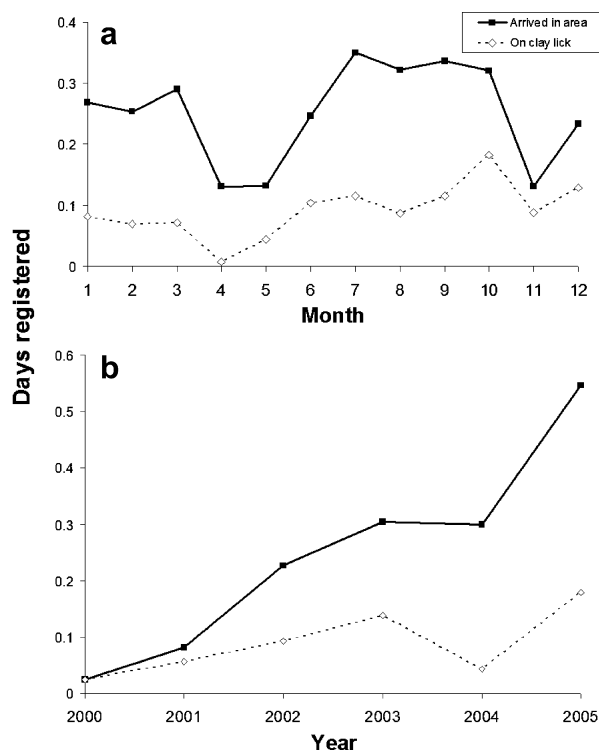 a
Arrived in area
On clay lick
0.4
0.3
0.2
0.1
0
1 2 3 4 5 6 7 8 9 10 11 12
Month
Days registered
b
0.6
0.5
0.4
0.3
0.2
0.1
0
2000 2001 2002 2003 2004 2005
Year